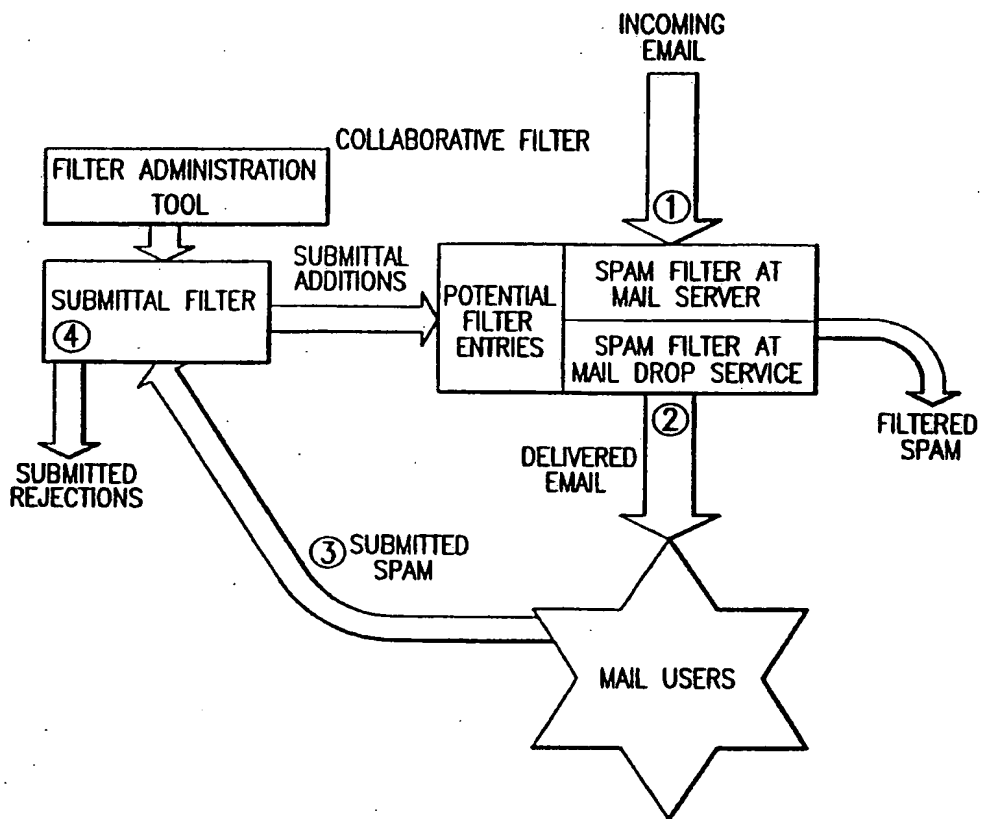 INCOMING
EMAIL
COLLABORATIVE FILTER
FILTER ADMINISTRATION
TOOL
1
SUBMITTAL
ADDITIONS
SUBMITTAL FILTER
4
POTENTIAL
FILTER
ENTRIES
SPAM FILTER AT
MAIL SERVER
SPAM FILTER AT
MAIL DROP SERVICE
2
FILTERED
SPAM
DELIVERED
EMAIL
SUBMITTED
REJECTIONS
3 SUBMITTED
SPAM
MAIL USERS